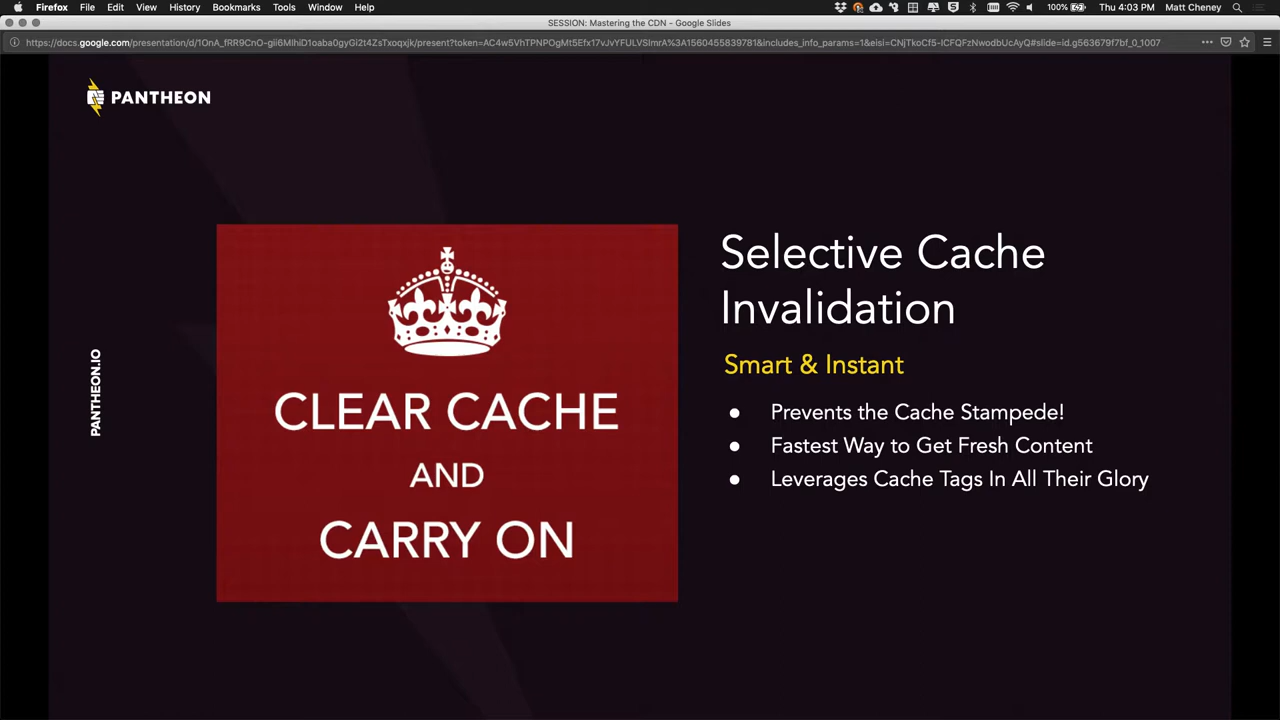 Firefox File Edit View History Bookmarks Tools Window Help
100% Thu 4:03 PM Matt Cheney
SESSION: Mastering the CDN - Google Slides
PANTHEON
PANTHEON.IO
CLEAR CACHE
AND
CARRY ON
Selective Cache
Invalidation
Smart & Instant
● Prevents the Cache Stampede!
● Fastest Way to Get Fresh Content
● Leverages Cache Tags In All Their Glory